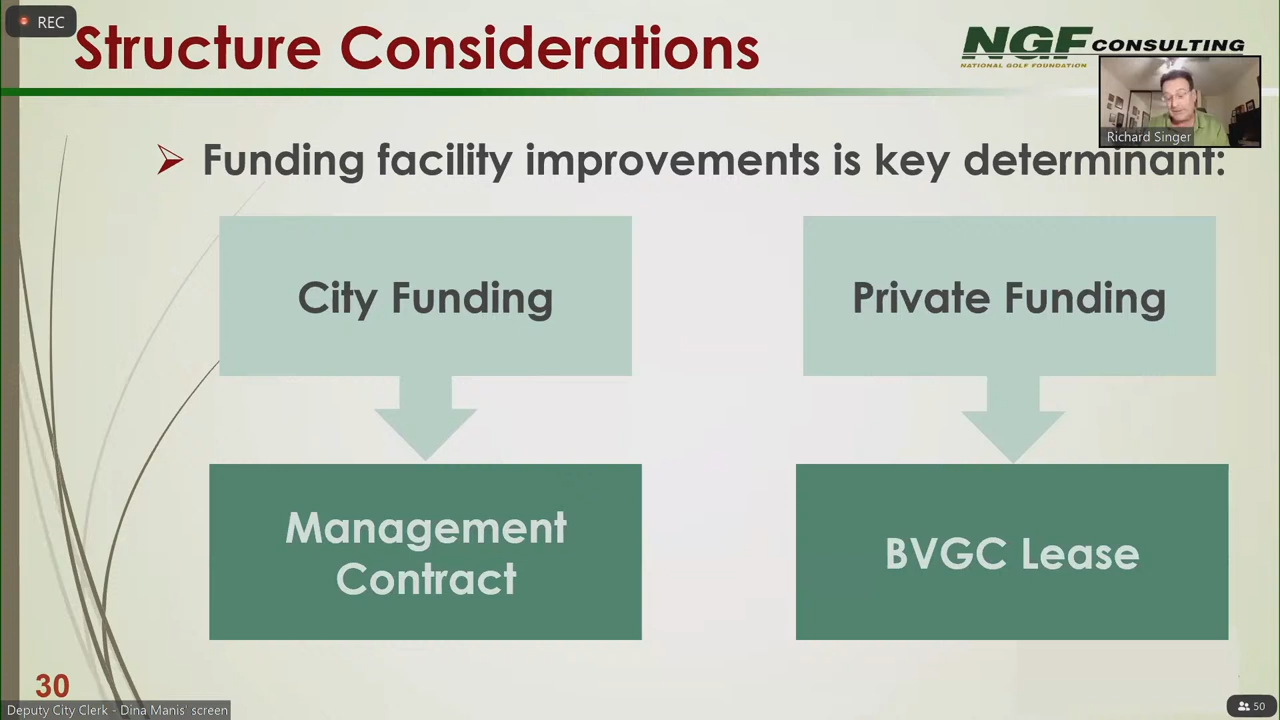 REC
Structure Considerations
NGF CONSULTING
NATIONAL GOLF FOUNDATION
Richard Singer
Funding facility improvements is key determinant:
City Funding
Private Funding
Management
Contract
BVGC Lease
30
Deputy City Clerk - Dina Manis' screen
50